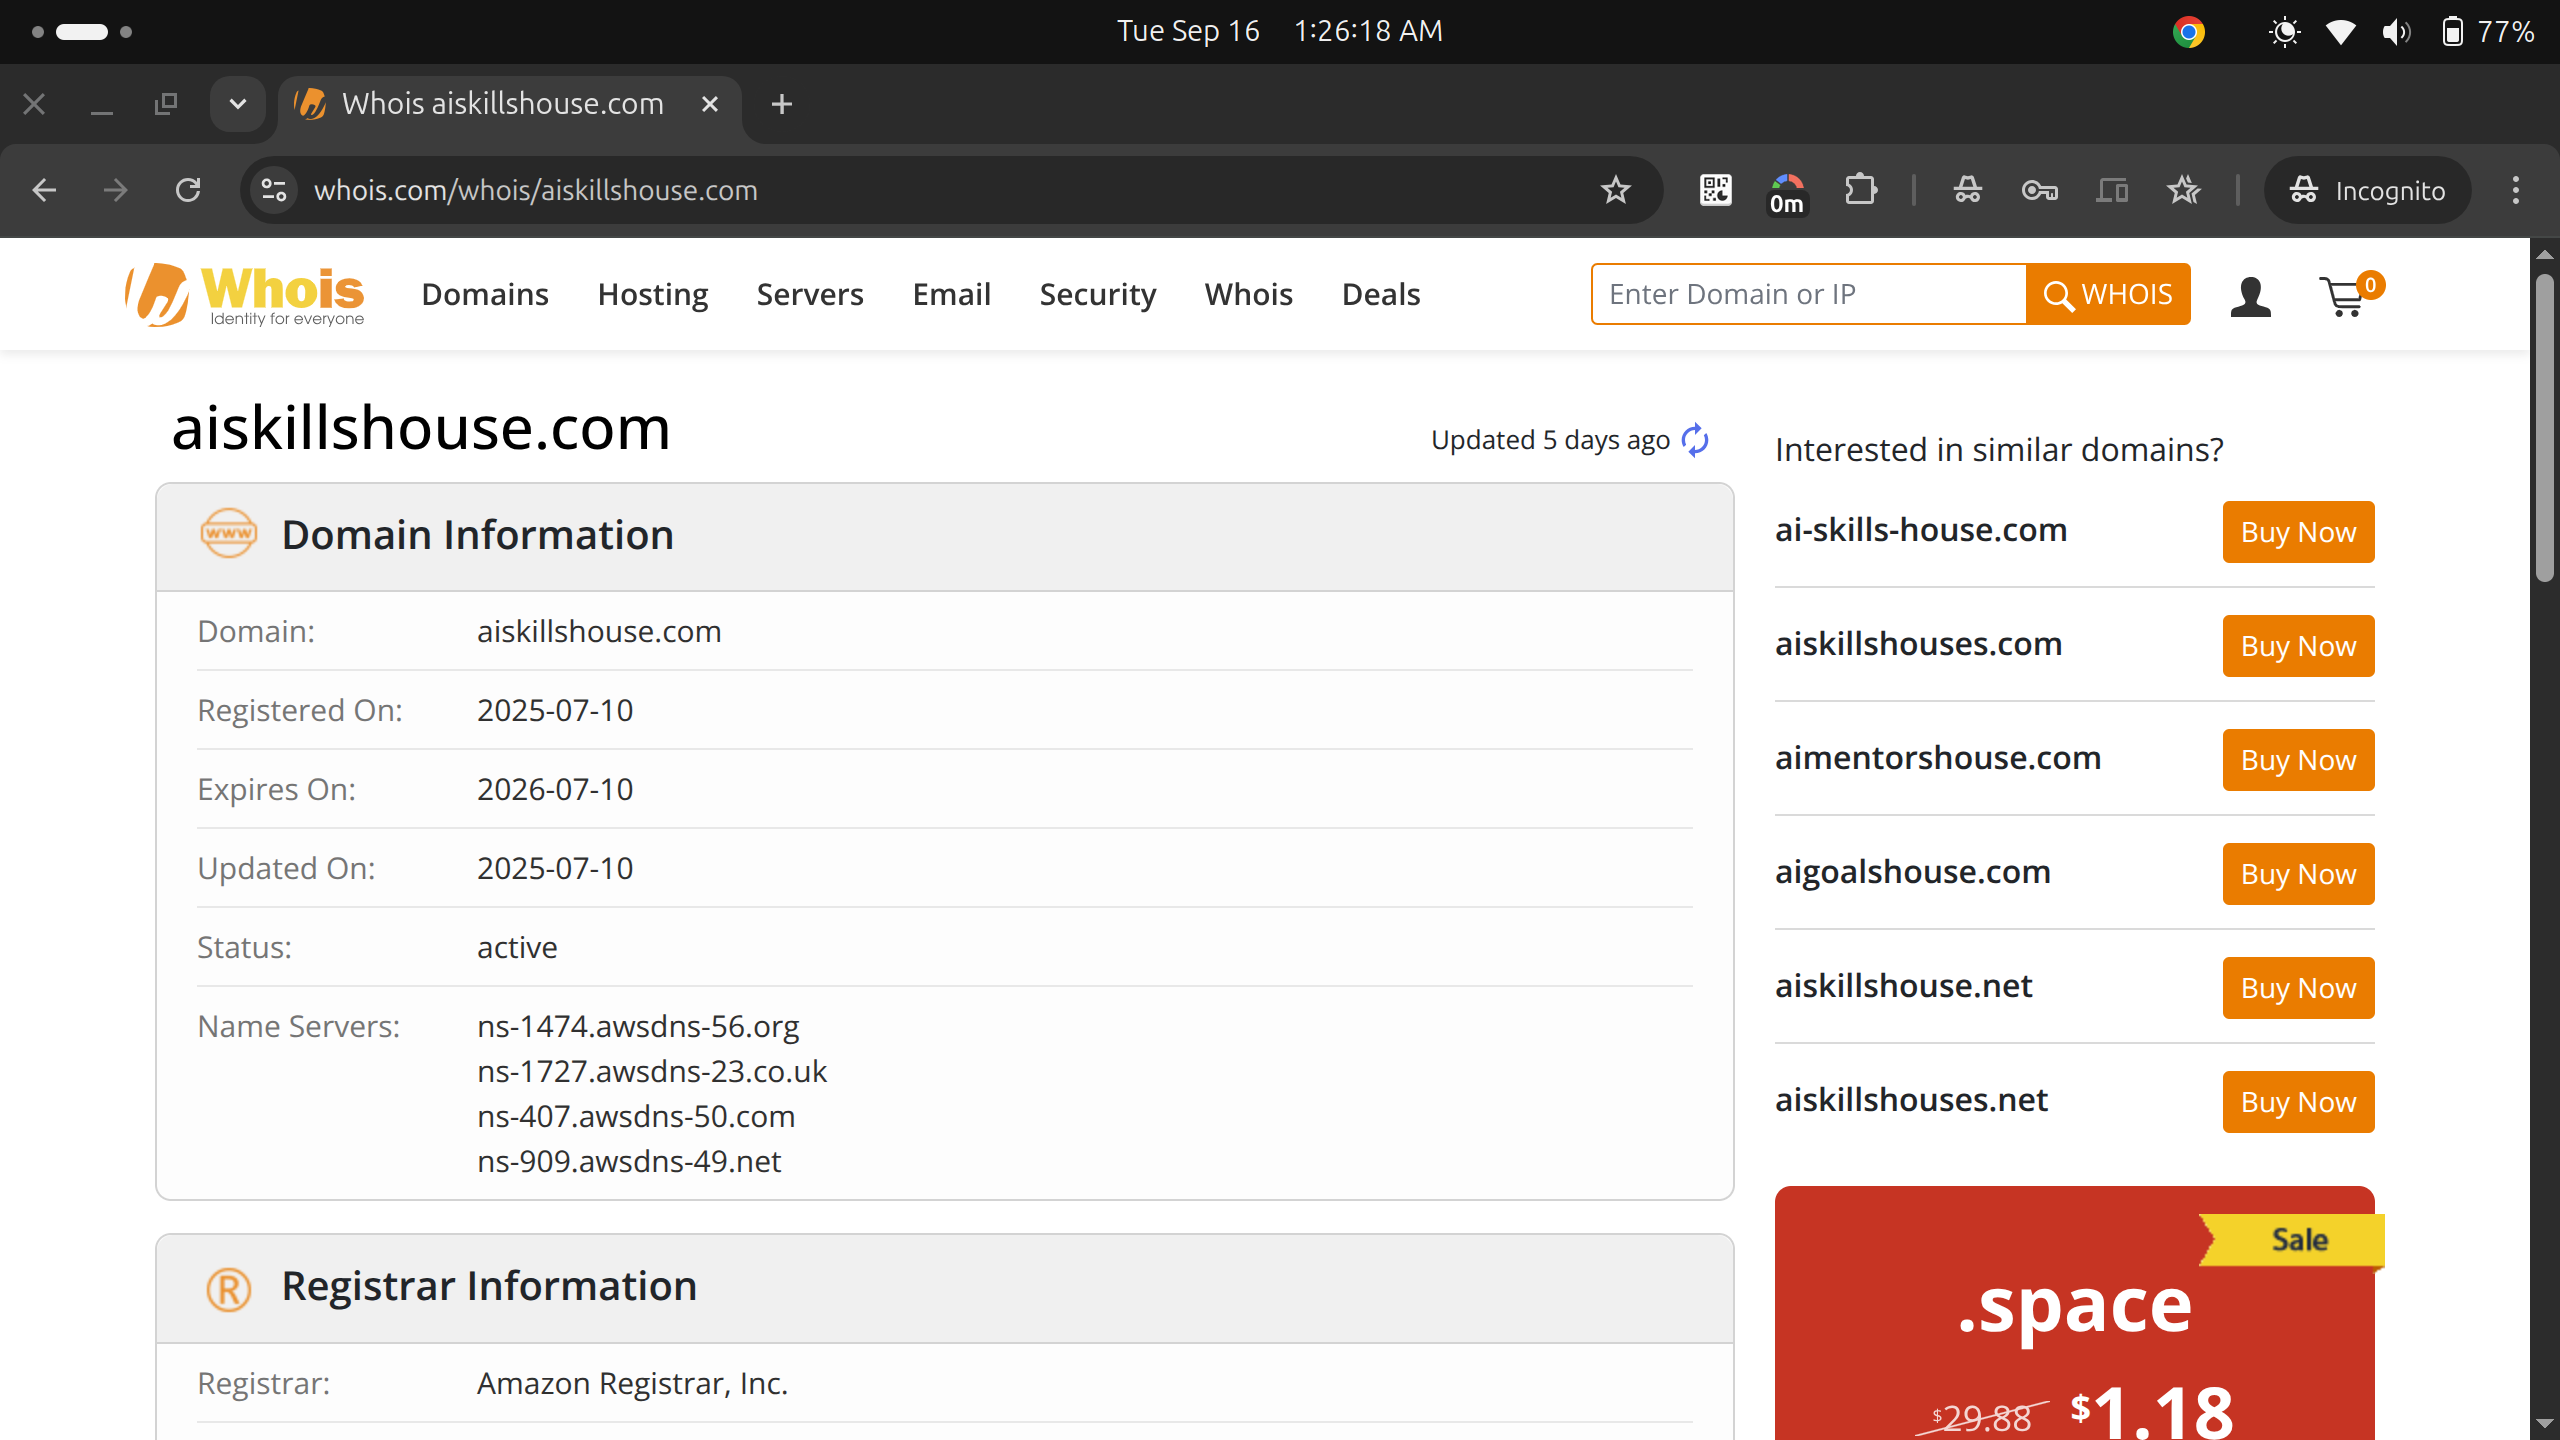 Tue Sep 16 1:26:18 AM
77%
Whois aiskillshouse.com
whois.com/whois/aiskillshouse.com
0m
Incognito
Whois
Identity for everyone
Domains Hosting Servers Email Security Whois Deals
Enter Domain or IP
WHOIS
0
aiskillshouse.com
Updated 5 days ago
www
Domain Information
Domain: aiskillshouse.com
Registered On: 2025-07-10
Expires On: 2026-07-10
Updated On: 2025-07-10
Status: active
Name Servers: ns-1474.awsdns-56.org
ns-1727.awsdns-23.co.uk
ns-407.awsdns-50.com
ns-909.awsdns-49.net
® Registrar Information
Registrar: Amazon Registrar, Inc.
Interested in similar domains?
ai-skills-house.com Buy Now
aiskillshouses.com Buy Now
aimentorshouse.com Buy Now
aigoalshouse.com Buy Now
aiskillshouse.net Buy Now
aiskillshouses.net Buy Now
Sale
.space
$29.88 $1.18